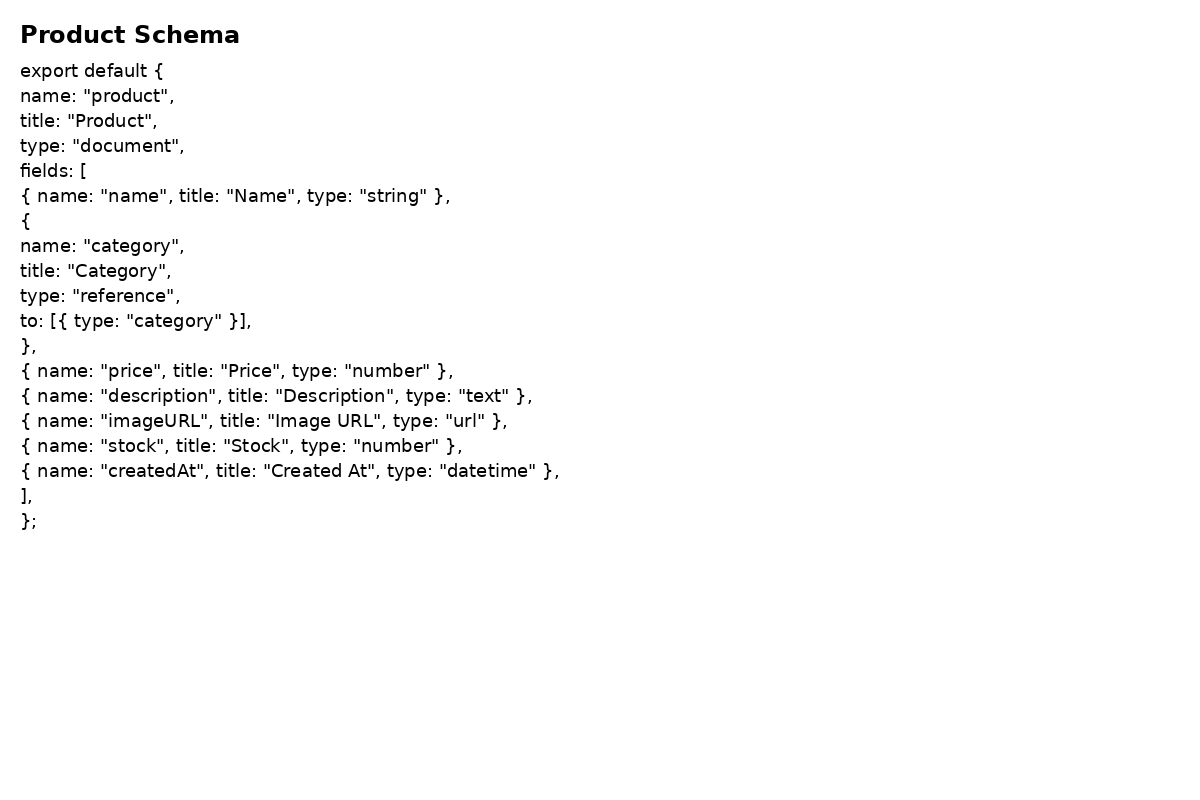 Product Schema
export default {
name: "product",
title: "Product",
type: "document",
fields: [
{ name: "name", title: "Name", type: "string" },
{
name: "category",
title: "Category",
type: "reference",
to: [{ type: "category" }],
},
{ name: "price", title: "Price", type: "number" },
{ name: "description", title: "Description", type: "text" },
{ name: "imageURL", title: "Image URL", type: "url" },
{ name: "stock", title: "Stock", type: "number" },
{ name: "createdAt", title: "Created At", type: "datetime" },
],
};